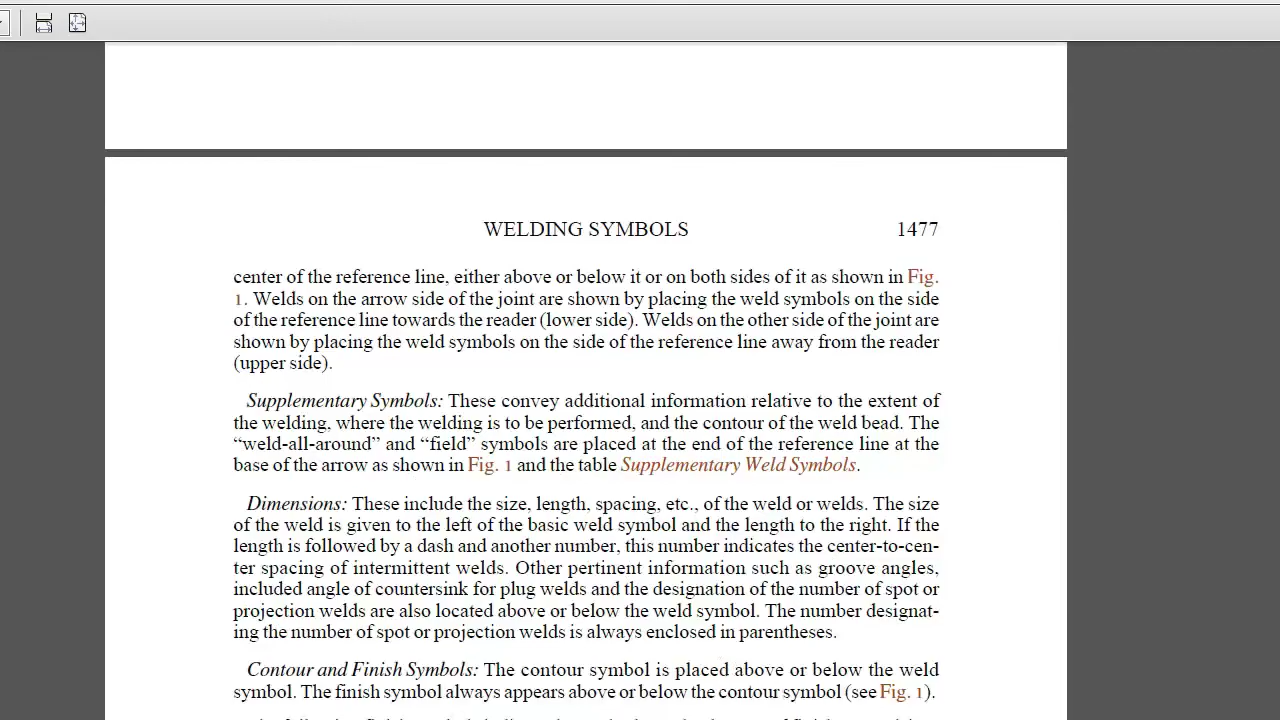 WELDING SYMBOLS 1477
center of the reference line, either above or below it or on both sides of it as shown in Fig.
1. Welds on the arrow side of the joint are shown by placing the weld symbols on the side
of the reference line towards the reader (lower side). Welds on the other side of the joint are
shown by placing the weld symbols on the side of the reference line away from the reader
(upper side).
Supplementary Symbols: These convey additional information relative to the extent of
the welding, where the welding is to be performed, and the contour of the weld bead. The
“weld-all-around” and “field” symbols are placed at the end of the reference line at the
base of the arrow as shown in Fig. 1 and the table Supplementary Weld Symbols.
Dimensions: These include the size, length, spacing, etc., of the weld or welds. The size
of the weld is given to the left of the basic weld symbol and the length to the right. If the
length is followed by a dash and another number, this number indicates the center-to-cen-
ter spacing of intermittent welds. Other pertinent information such as groove angles,
included angle of countersink for plug welds and the designation of the number of spot or
projection welds are also located above or below the weld symbol. The number designat-
ing the number of spot or projection welds is always enclosed in parentheses.
Contour and Finish Symbols: The contour symbol is placed above or below the weld
symbol. The finish symbol always appears above or below the contour symbol (see Fig. 1).